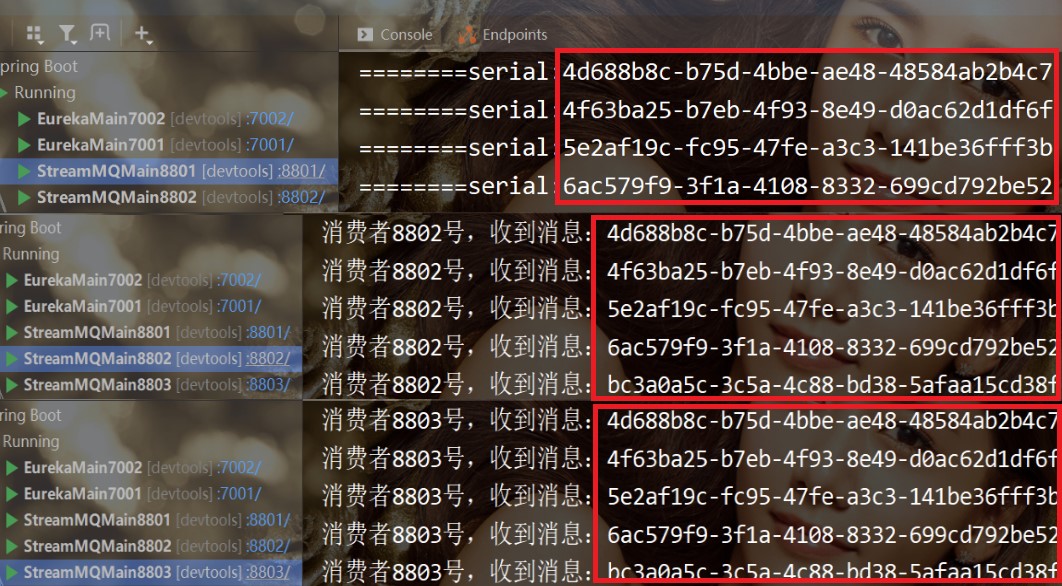 Console Endpoints
pring Boot
Running
EurekaMain7002 [devtools] :7002/
EurekaMain7001 [devtools] :7001/
StreamMQMain8801 [devtools] :8801/
StreamMQMain8802 [devtools] :8802/
========serial:4d688b8c-b75d-4bbe-ae48-48584ab2b4c7
========serial:4f63ba25-b7eb-4f93-8e49-d0ac62d1df6f
========serial:5e2af19c-fc95-47fe-a3c3-141be36fff3b
========serial:6ac579f9-3f1a-4108-8332-699cd792be52
ring Boot
Running
EurekaMain7002 [devtools] :7002/
EurekaMain7001 [devtools] :7001/
StreamMQMain8801 [devtools] :8801/
StreamMQMain8802 [devtools] :8802/
StreamMQMain8803 [devtools] :8803/
消费者8802号，收到消息：4d688b8c-b75d-4bbe-ae48-48584ab2b4c7
消费者8802号，收到消息：4f63ba25-b7eb-4f93-8e49-d0ac62d1df6f
消费者8802号，收到消息：5e2af19c-fc95-47fe-a3c3-141be36fff3b
消费者8802号，收到消息：6ac579f9-3f1a-4108-8332-699cd792be52
消费者8802号，收到消息：bc3a0a5c-3c5a-4c88-bd38-5afaa15cd38f
ring Boot
Running
EurekaMain7002 [devtools] :7002/
EurekaMain7001 [devtools] :7001/
StreamMQMain8801 [devtools] :8801/
StreamMQMain8802 [devtools] :8802/
StreamMQMain8803 [devtools] :8803/
消费者8803号，收到消息：4d688b8c-b75d-4bbe-ae48-48584ab2b4c7
消费者8803号，收到消息：4f63ba25-b7eb-4f93-8e49-d0ac62d1df6f
消费者8803号，收到消息：5e2af19c-fc95-47fe-a3c3-141be36fff3b
消费者8803号，收到消息：6ac579f9-3f1a-4108-8332-699cd792be52
消费者8803号，收到消息：bc3a0a5c-3c5a-4c88-bd38-5afaa15cd38f